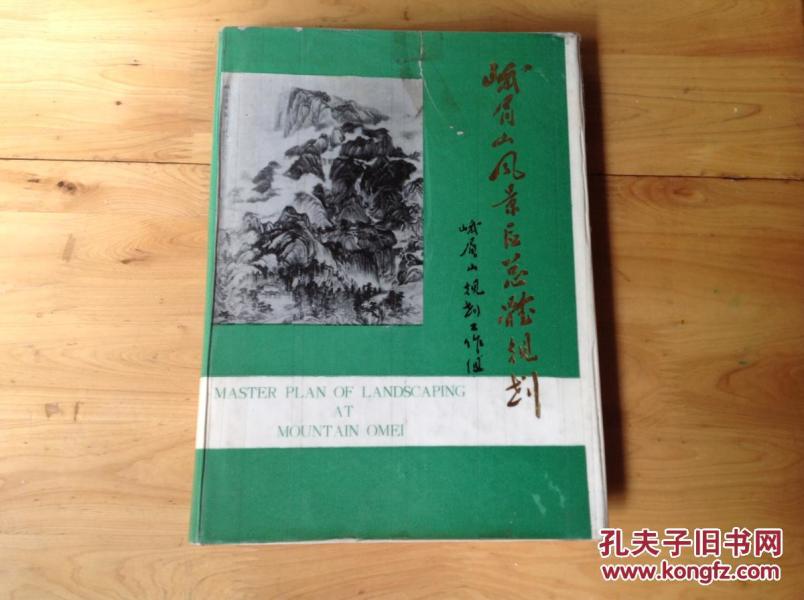 峨眉山风景区总体规划
峨眉山规划工作组
MASTER PLAN OF LANDSCAPING
AT
MOUNTAIN OMEI
孔夫子旧书网
www.kongfz.com